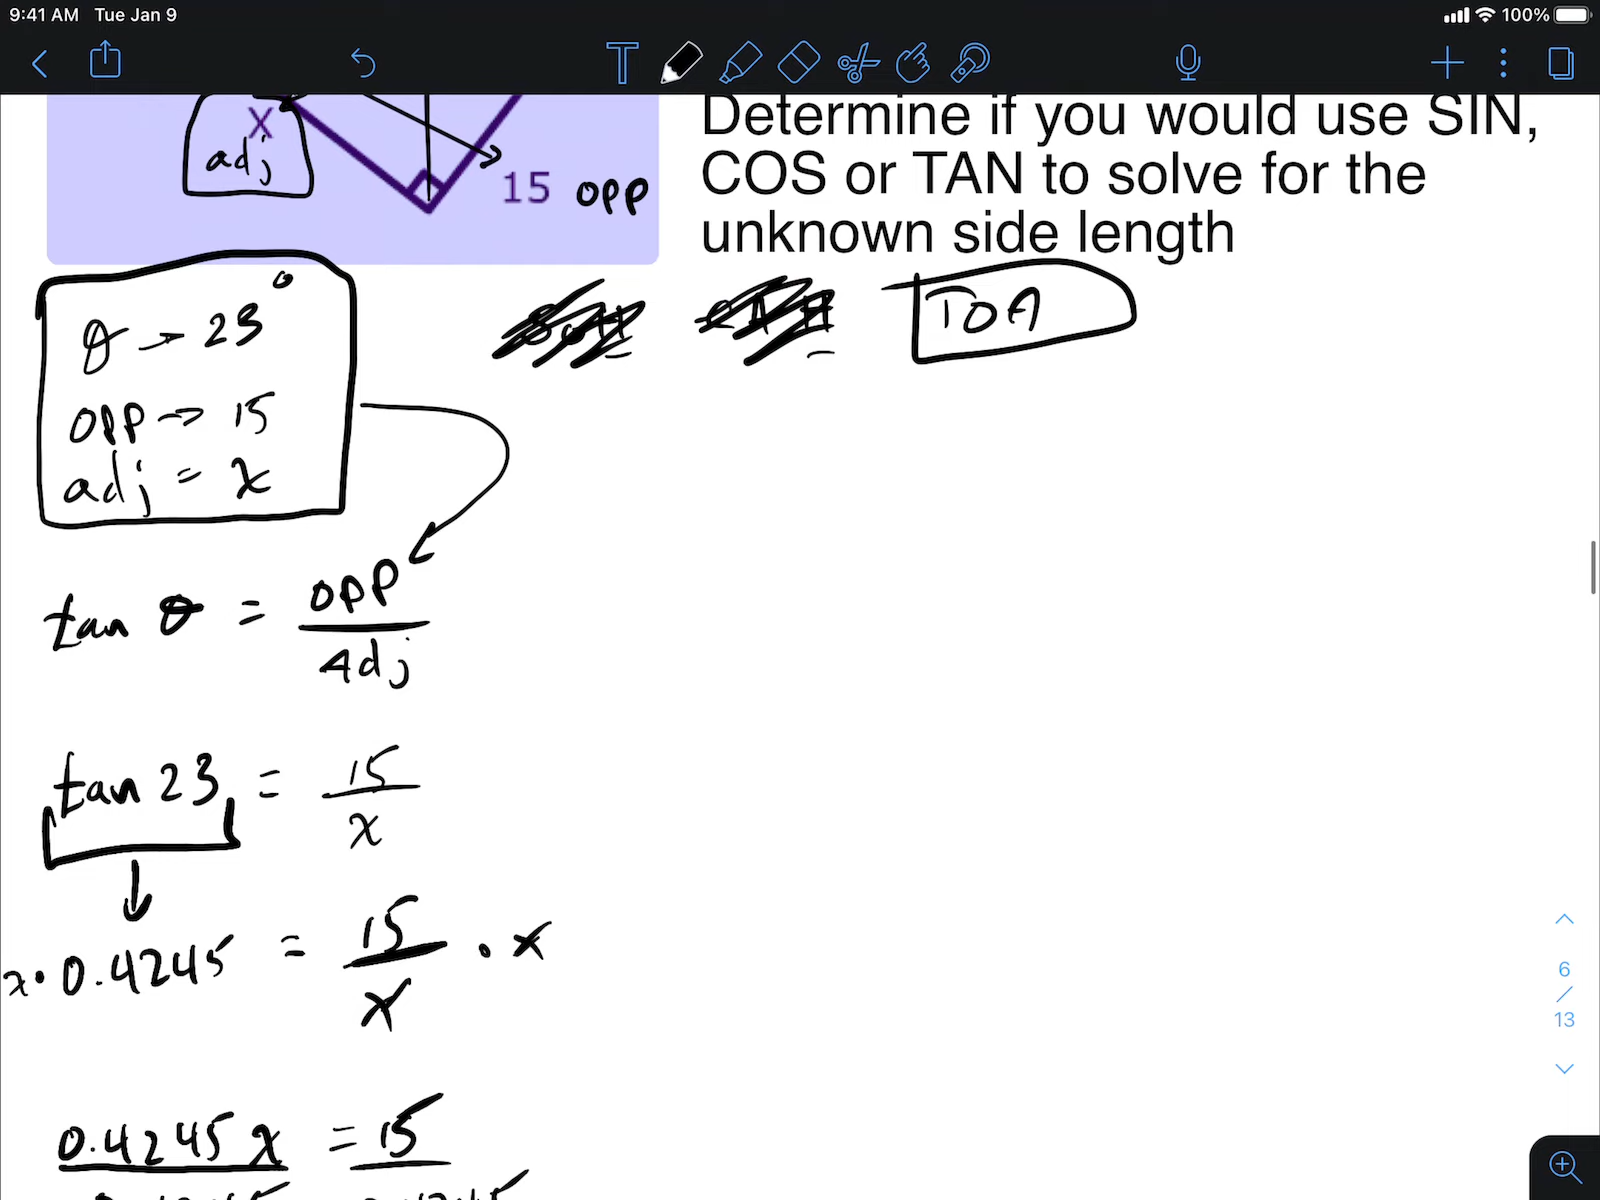 9:41 AM Tue Jan 9
100%
X
adj
15 opp
Determine if you would use SIN,
COS or TAN to solve for the
unknown side length
θ → 23°
opp → 15
adj = x
TOA
tan θ = opp
Adj
tan 23 = 15
x
x · 0.4245 = 15 · x
x
0.4245 x = 15
6
/
13